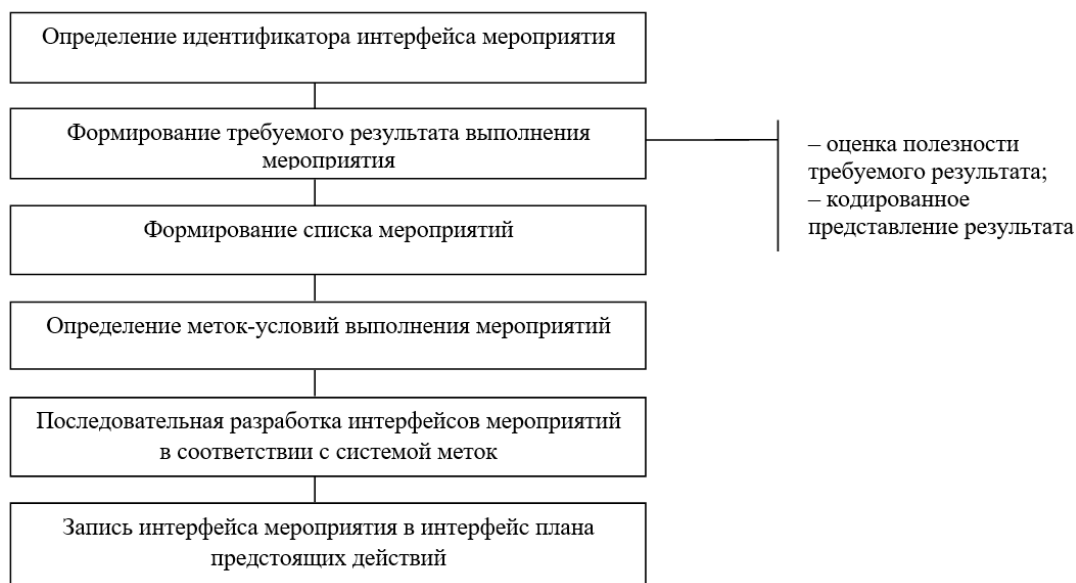 Определение идентификатора интерфейса мероприятия
Формирование требуемого результата выполнения
мероприятия
– оценка полезности
требуемого результата;
– кодированное
представление результата
Формирование списка мероприятий
Определение меток-условий выполнения мероприятий
Последовательная разработка интерфейсов мероприятий
в соответствии с системой меток
Запись интерфейса мероприятия в интерфейс плана
предстоящих действий